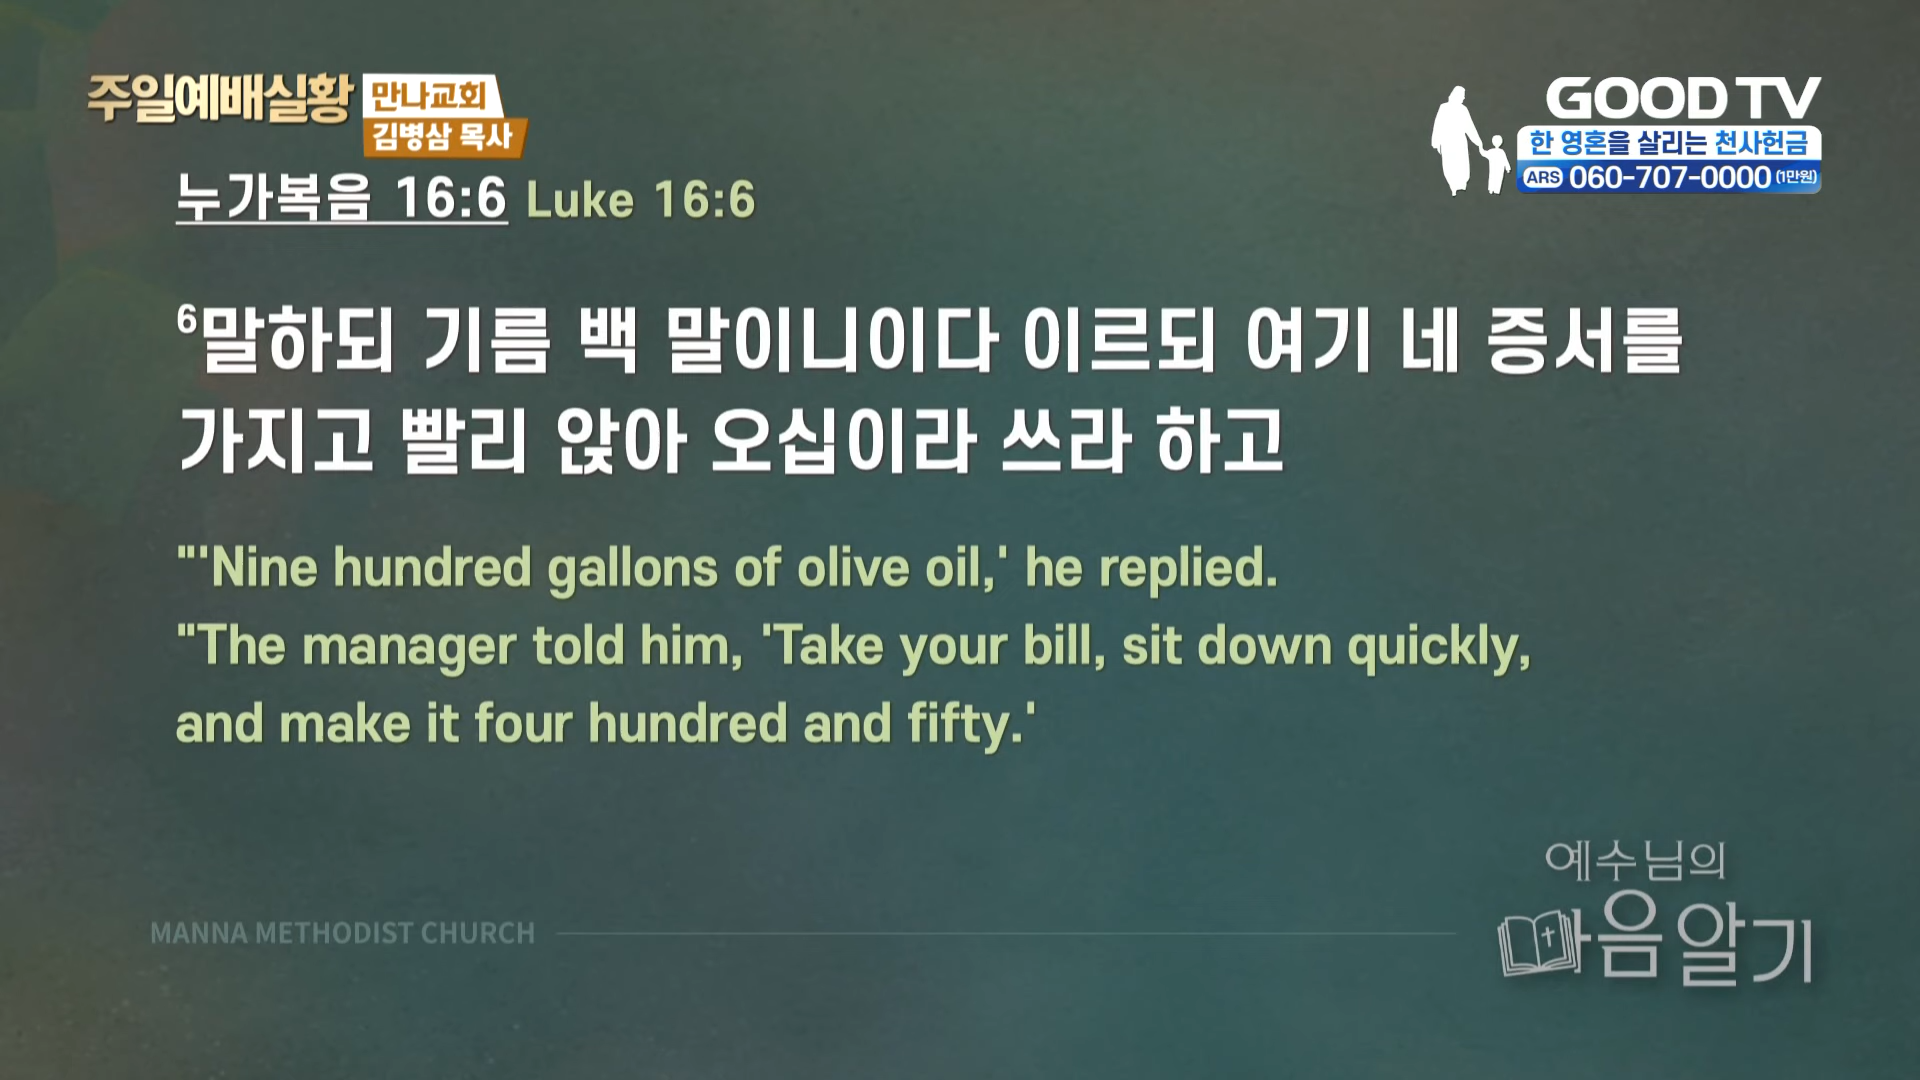 주일예배실황
만나교회
김병삼 목사
GOODTV
한 영혼을 살리는 천사헌금
ARS 060-707-0000 (1만원)
누가복음 16:6 Luke 16:6
6말하되 기름 백 말이니이다 이르되 여기 네 증서를
가지고 빨리 앉아 오십이라 쓰라 하고
"'Nine hundred gallons of olive oil,' he replied.
"The manager told him, 'Take your bill, sit down quickly,
and make it four hundred and fifty.'
예수님의
마음알기
MANNA METHODIST CHURCH